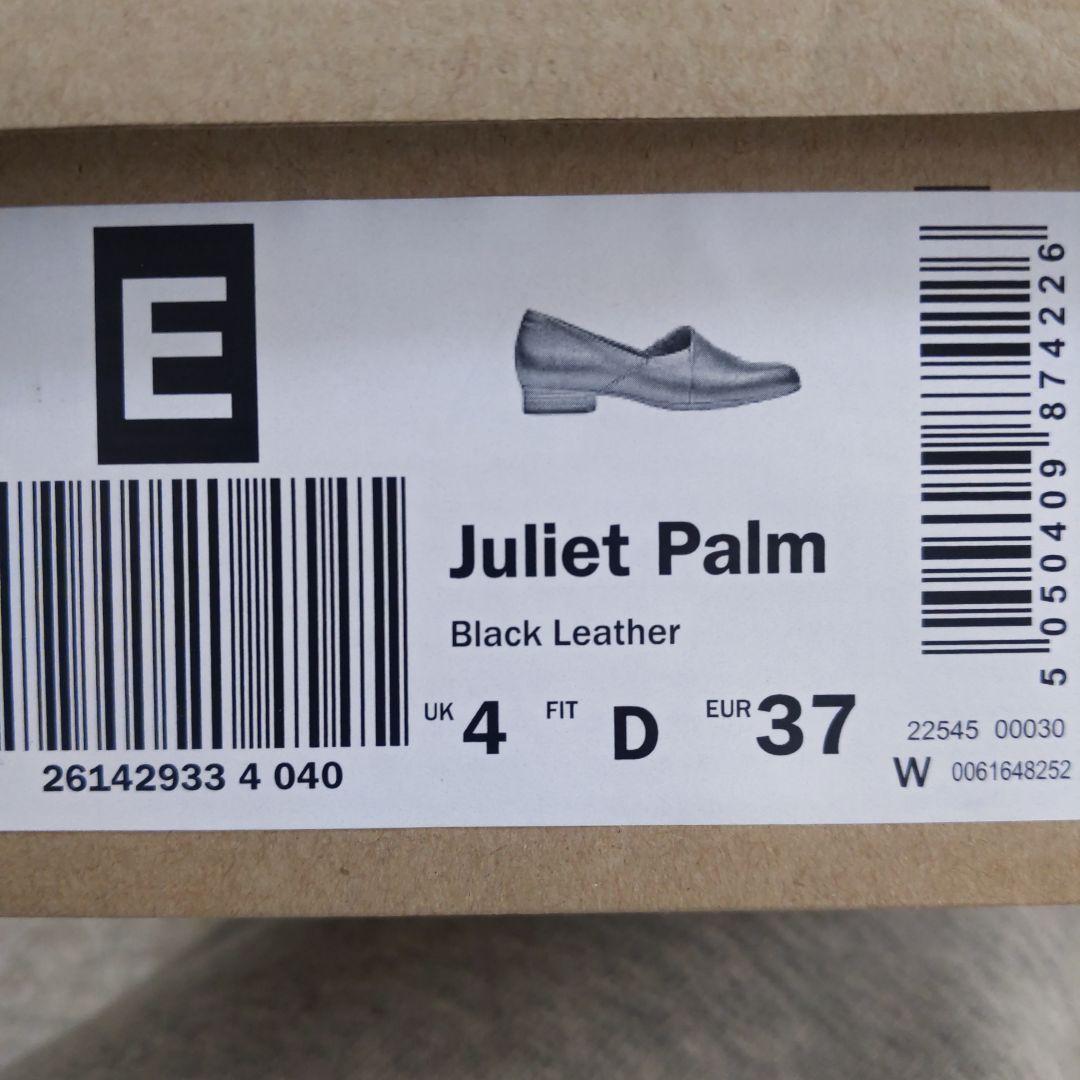 E
26142933 4 040
Juliet Palm
Black Leather
UK 4 FIT D EUR 37
5 050409 874226
22545 00030
W 0061648252